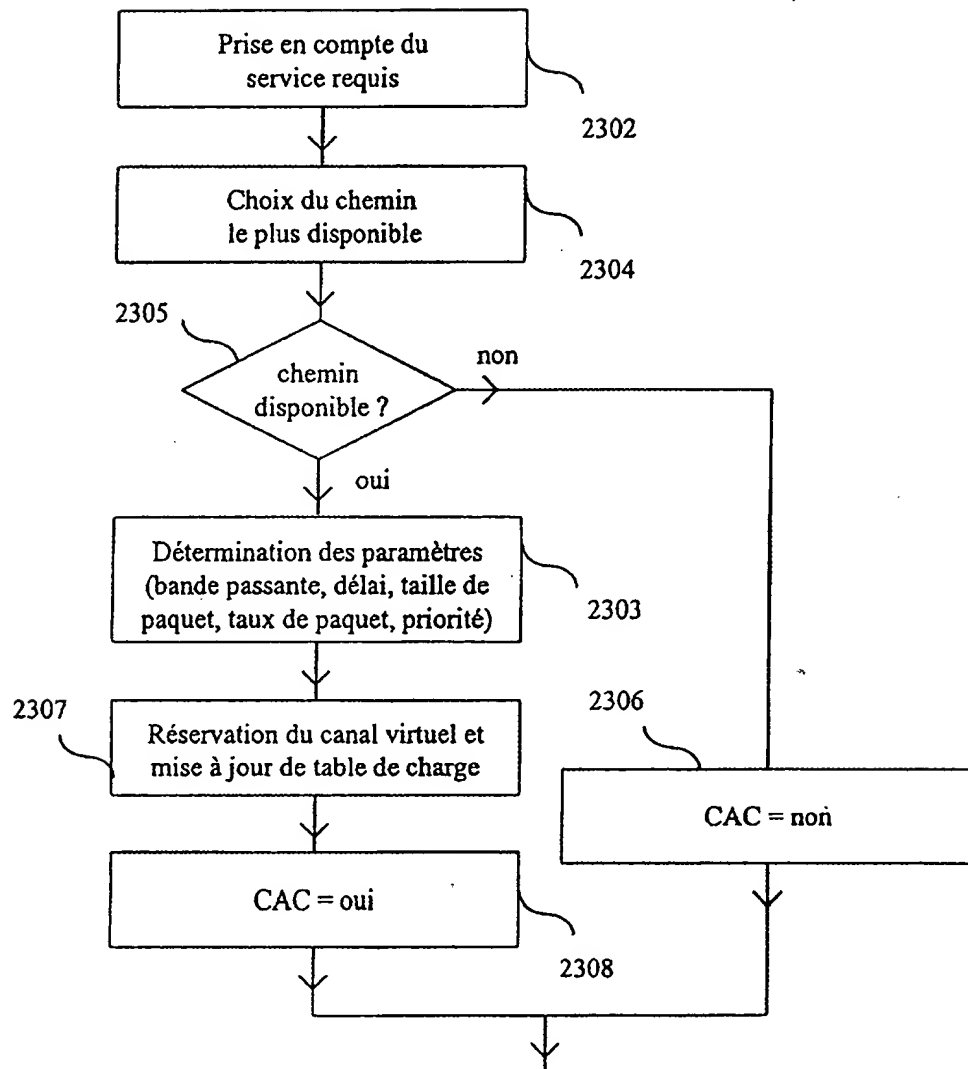 Prise en compte du
service requis
2302
Choix du chemin
le plus disponible
2304
2305
chemin
disponible ?
non
oui
Détermination des paramètres
(bande passante, délai, taille de
paquet, taux de paquet, priorité)
2303
2307
Réservation du canal virtuel et
mise à jour de table de charge
2306
CAC = non
CAC = oui
2308